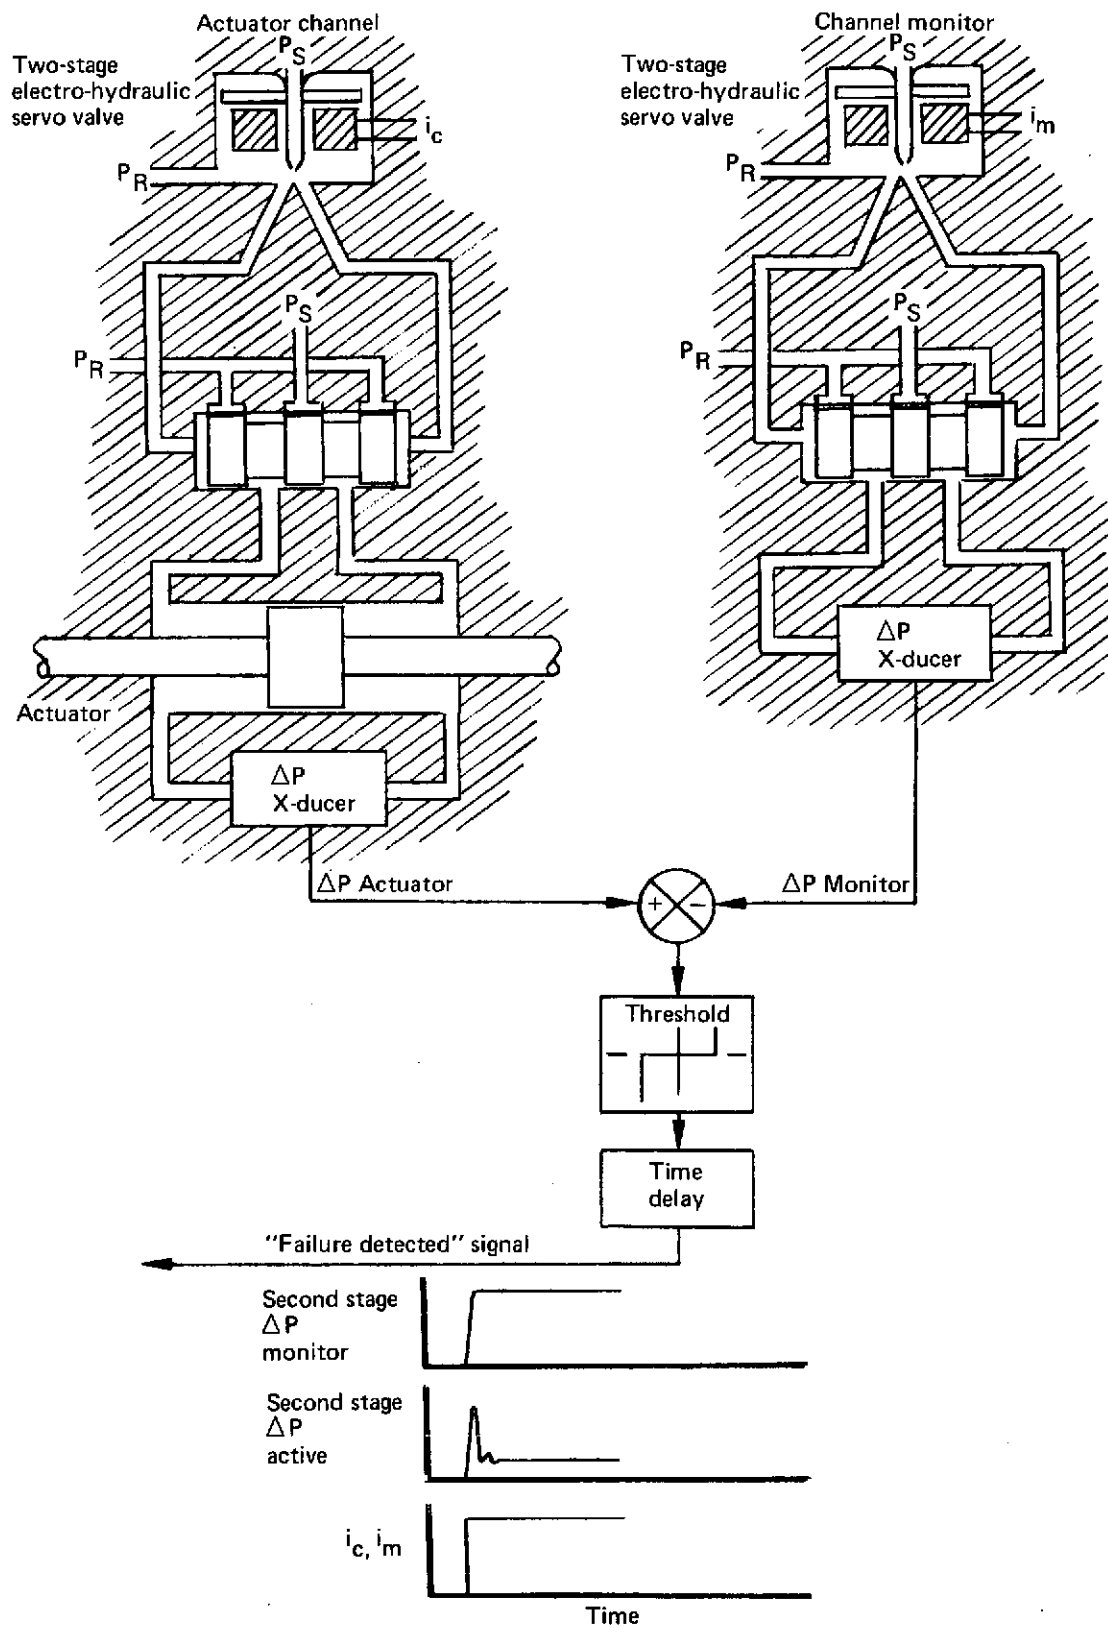 Actuator channel
P_S
Two-stage
electro-hydraulic
servo valve
i_c
P_R
P_S
P_R
Actuator
ΔP
X-ducer
ΔP Actuator
Channel monitor
P_S
Two-stage
electro-hydraulic
servo valve
i_m
P_R
P_S
P_R
ΔP
X-ducer
ΔP Monitor
+ −
Threshold
Time
delay
"Failure detected" signal
Second stage
ΔP
monitor
Second stage
ΔP
active
i_c, i_m
Time